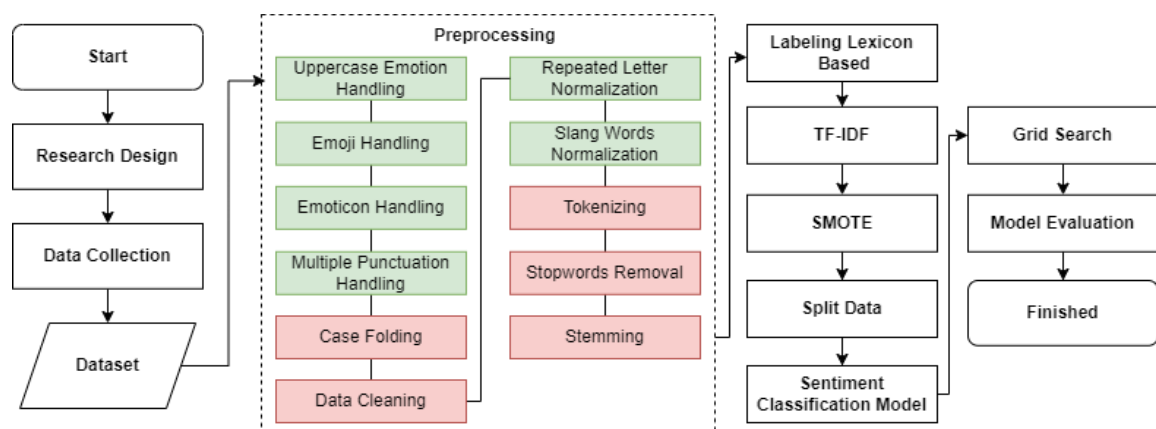 Start
Research Design
Data Collection
Dataset
Preprocessing
Uppercase Emotion
Handling
Emoji Handling
Emoticon Handling
Multiple Punctuation
Handling
Case Folding
Data Cleaning
Repeated Letter
Normalization
Slang Words
Normalization
Tokenizing
Stopwords Removal
Stemming
Labeling Lexicon
Based
TF-IDF
SMOTE
Split Data
Sentiment
Classification Model
Grid Search
Model Evaluation
Finished